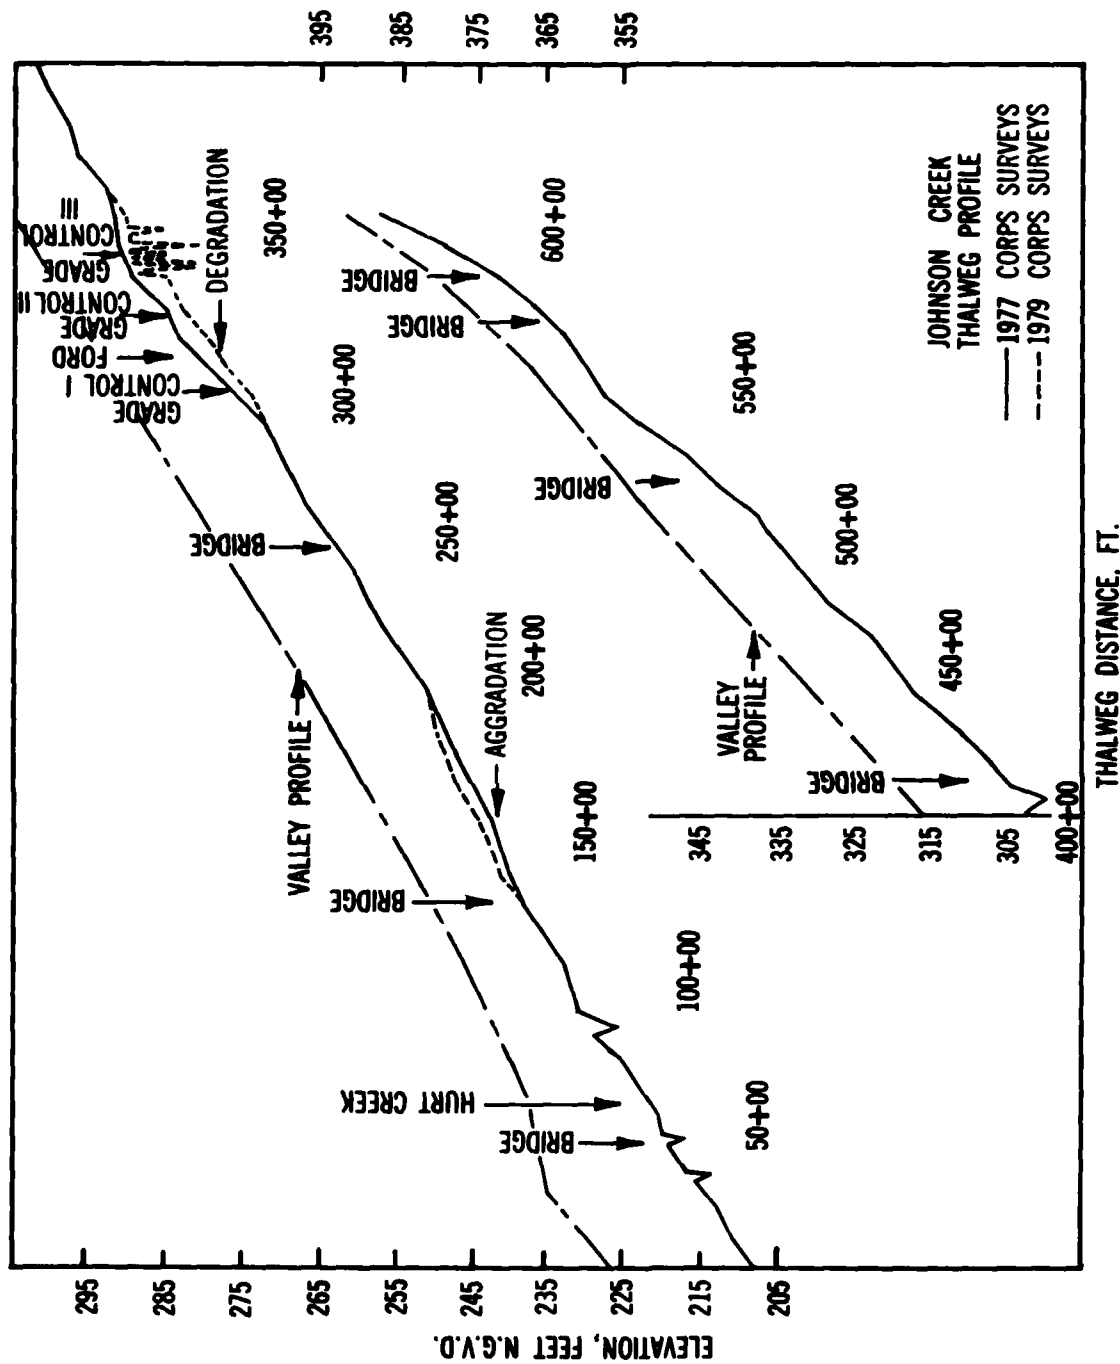 295
285
275
265
255
245
235
225
215
205
ELEVATION, FEET N.G.V.D.
395
385
375
365
355
GRADE
CONTROL III
GRADE
CONTROL II
FORD
GRADE
CONTROL I
DEGRADATION
350+00
300+00
BRIDGE
250+00
VALLEY PROFILE
AGGRADATION
200+00
150+00
BRIDGE
100+00
HURT CREEK
BRIDGE
50+00
600+00
BRIDGE
BRIDGE
550+00
BRIDGE
500+00
450+00
VALLEY
PROFILE
BRIDGE
345
335
325
315
305
400+00
JOHNSON CREEK
THALWEG PROFILE
1977 CORPS SURVEYS
1979 CORPS SURVEYS
THALWEG DISTANCE, FT.